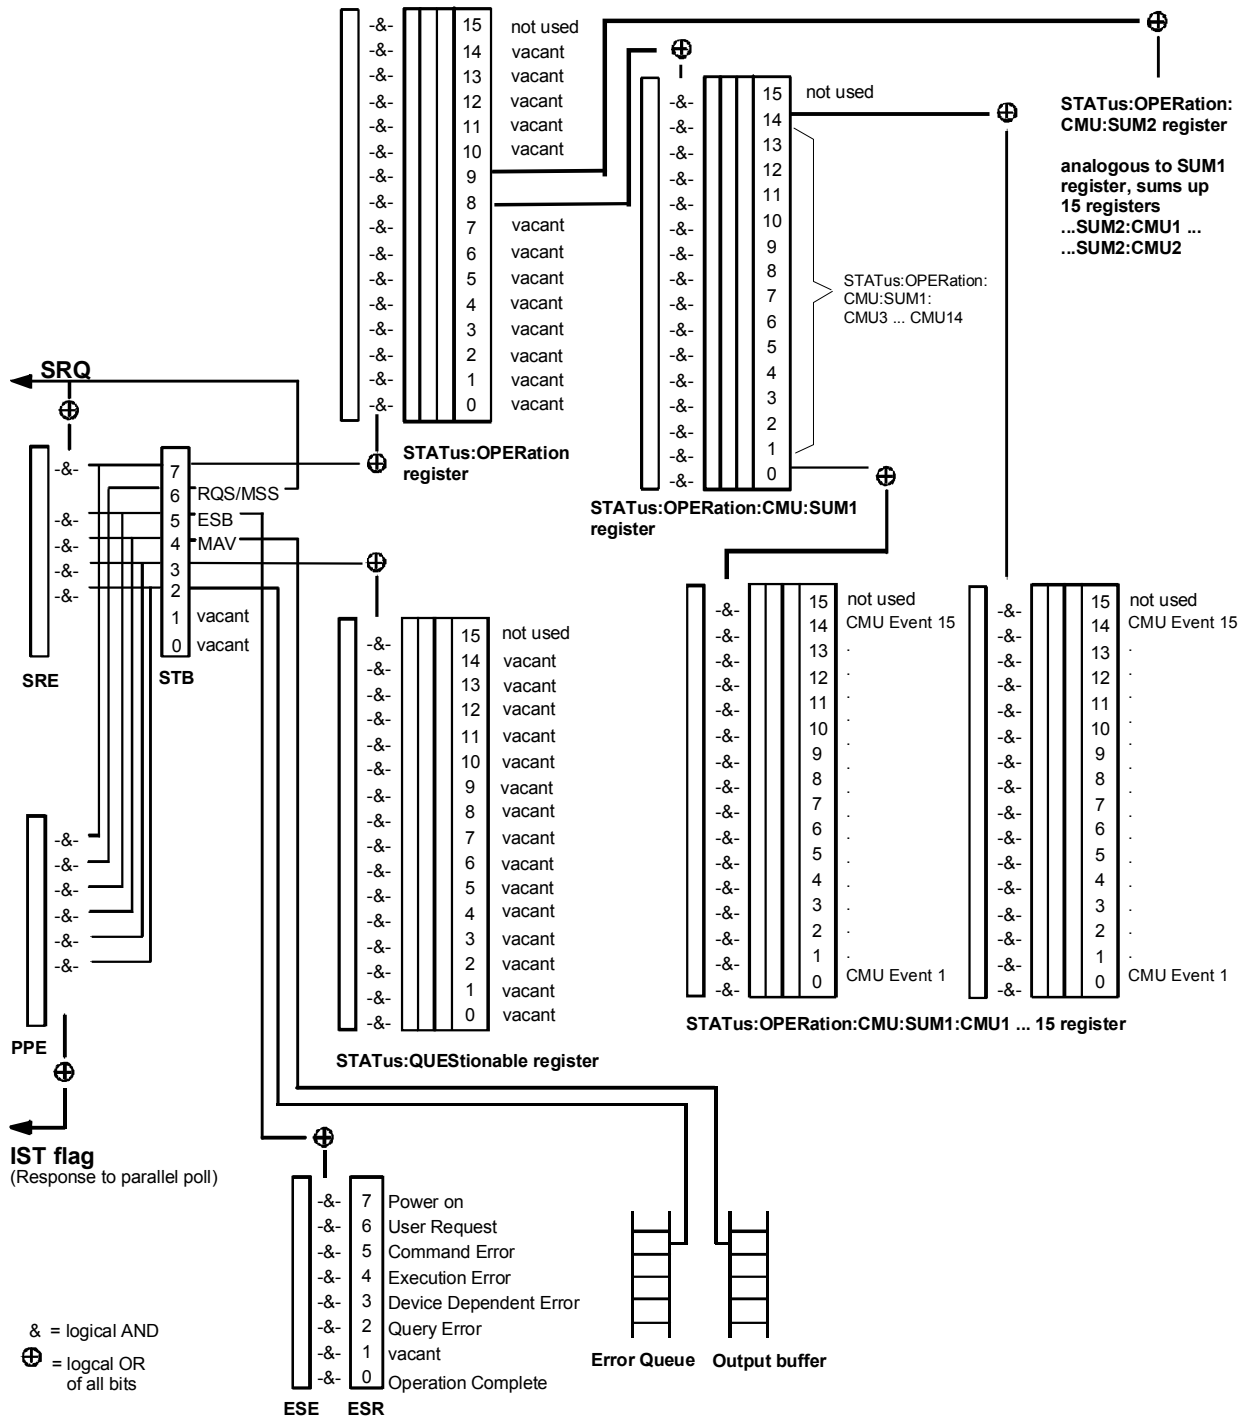 -&- 15 not used
-&- 14 vacant
-&- 13 vacant
-&- 12 vacant
-&- 11 vacant
-&- 10 vacant
-&- 9
-&- 8
-&- 7 vacant
-&- 6 vacant
-&- 5 vacant
-&- 4 vacant
-&- 3 vacant
-&- 2 vacant
-&- 1 vacant
-&- 0 vacant
STATus:OPERation
register
15 not used
-&- 14
-&- 13
-&- 12
-&- 11
-&- 10
-&- 9
-&- 8
-&- 7
-&- 6
-&- 5
-&- 4
-&- 3
-&- 2
-&- 1
-&- 0
-&-
STATus:OPERation:
CMU:SUM1:
CMU3 ... CMU14
STATus:OPERation:CMU:SUM1
register
STATus:OPERation:
CMU:SUM2 register
analogous to SUM1
register, sums up
15 registers
...SUM2:CMU1 ...
...SUM2:CMU2
SRQ
-&- 7
6 RQS/MSS
-&- 5 ESB
-&- 4 MAV
-&- 3
-&- 2
1 vacant
0 vacant
SRE STB
-&-
-&-
-&-
-&-
-&-
-&-
PPE
IST flag
(Response to parallel poll)
-&- 15 not used
-&- 14 vacant
-&- 13 vacant
-&- 12 vacant
-&- 11 vacant
-&- 10 vacant
-&- 9 vacant
-&- 8 vacant
-&- 7 vacant
-&- 6 vacant
-&- 5 vacant
-&- 4 vacant
-&- 3 vacant
-&- 2 vacant
-&- 1 vacant
-&- 0 vacant
STATus:QUEStionable register
-&- 15 not used
-&- 14 CMU Event 15
-&- 13 .
-&- 12 .
-&- 11 .
-&- 10 .
-&- 9 .
-&- 8 .
-&- 7 .
-&- 6 .
-&- 5 .
-&- 4 .
-&- 3 .
-&- 2 .
-&- 1 .
-&- 0 CMU Event 1
-&- 15 not used
-&- 14 CMU Event 15
-&- 13 .
-&- 12 .
-&- 11 .
-&- 10 .
-&- 9 .
-&- 8 .
-&- 7 .
-&- 6 .
-&- 5 .
-&- 4 .
-&- 3 .
-&- 2 .
-&- 1 .
-&- 0 CMU Event 1
STATus:OPERation:CMU:SUM1:CMU1 ... 15 register
-&- 7 Power on
-&- 6 User Request
-&- 5 Command Error
-&- 4 Execution Error
-&- 3 Device Dependent Error
-&- 2 Query Error
-&- 1 vacant
-&- 0 Operation Complete
ESE ESR
Error Queue Output buffer
& = logical AND
= logcal OR
of all bits